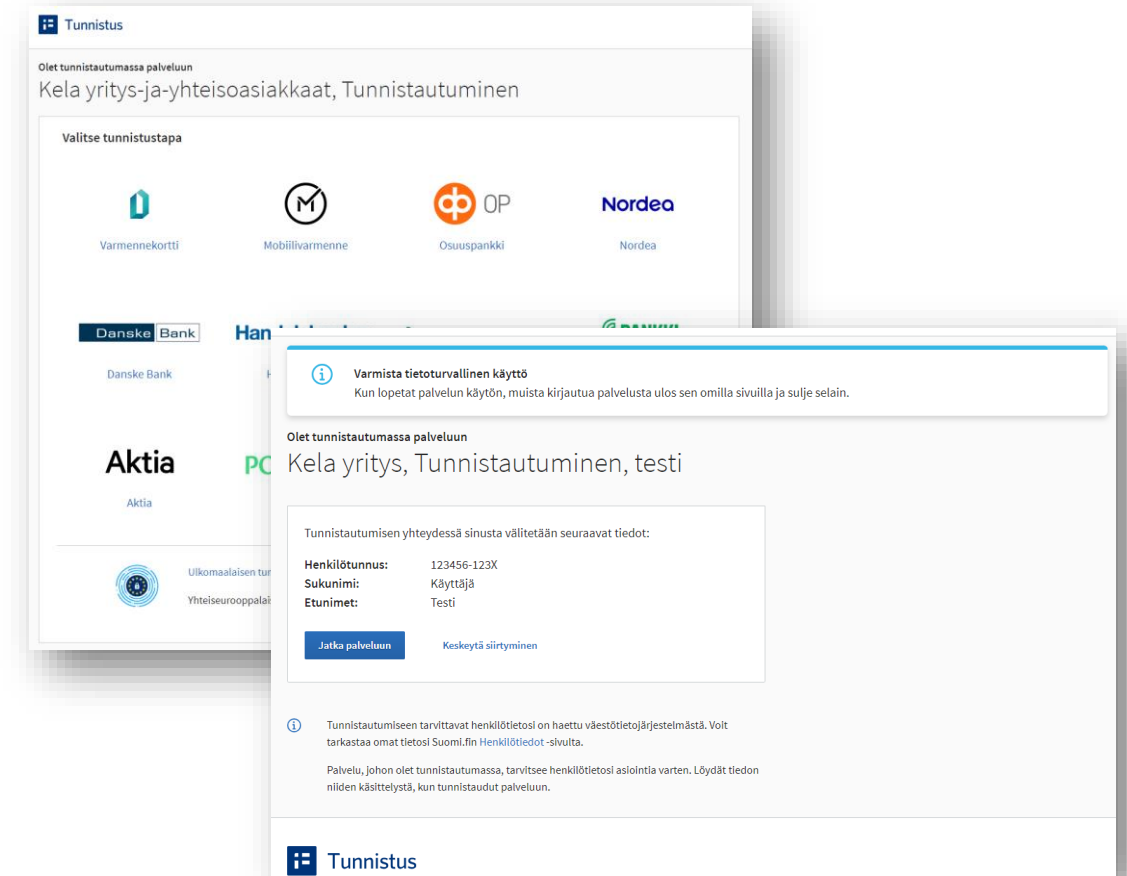 Tunnistus
Olet tunnistautumassa palveluun
Kela yritys-ja-yhteisoasiakkaat, Tunnistautuminen
Valitse tunnistustapa
OP
Nordea
Varmennekortti
Mobiilivarmenne
Osuuspankki
Nordea
Danske Bank
Danske Bank
Aktia
Aktia
Ulkomaalaisen
Varmista tietoturvallinen käyttö
Kun lopetat palvelun käytön, muista kirjautua palvelusta ulos sen omilla sivuilla ja sulje selain.
Olet tunnistautumassa palveluun
Kela yritys, Tunnistautuminen, testi
Tunnistautumisen yhteydessä sinusta välitetään seuraavat tiedot:
Henkilötunnus: 123456-123X
Sukunimi: Käyttäjä
Etunimet: Testi
Jatka palveluun
Keskeytä siirtyminen
Tunnistautumiseen tarvittavat henkilötietosi on haettu väestötietojärjestelmästä. Voit
tarkastaa omat tietosi Suomi.fin Henkilötiedot -sivulta.
Palvelu, johon olet tunnistautumassa, tarvitsee henkilötietosi asiointia varten. Löydät tiedon
niiden käsittelystä, kun tunnistaudut palveluun.
Tunnistus